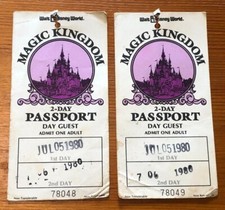 Walt Disney World.
MAGIC KINGDOM
2-DAY
PASSPORT
DAY GUEST
ADMIT ONE ADULT
JUL 05 1980
1st DAY
1980
2nd DAY
78048
Walt Disney World.
MAGIC KINGDOM
2-DAY
PASSPORT
DAY GUEST
ADMIT ONE ADULT
JUL 05 1980
1st DAY
7 06 1980
2nd DAY
78049